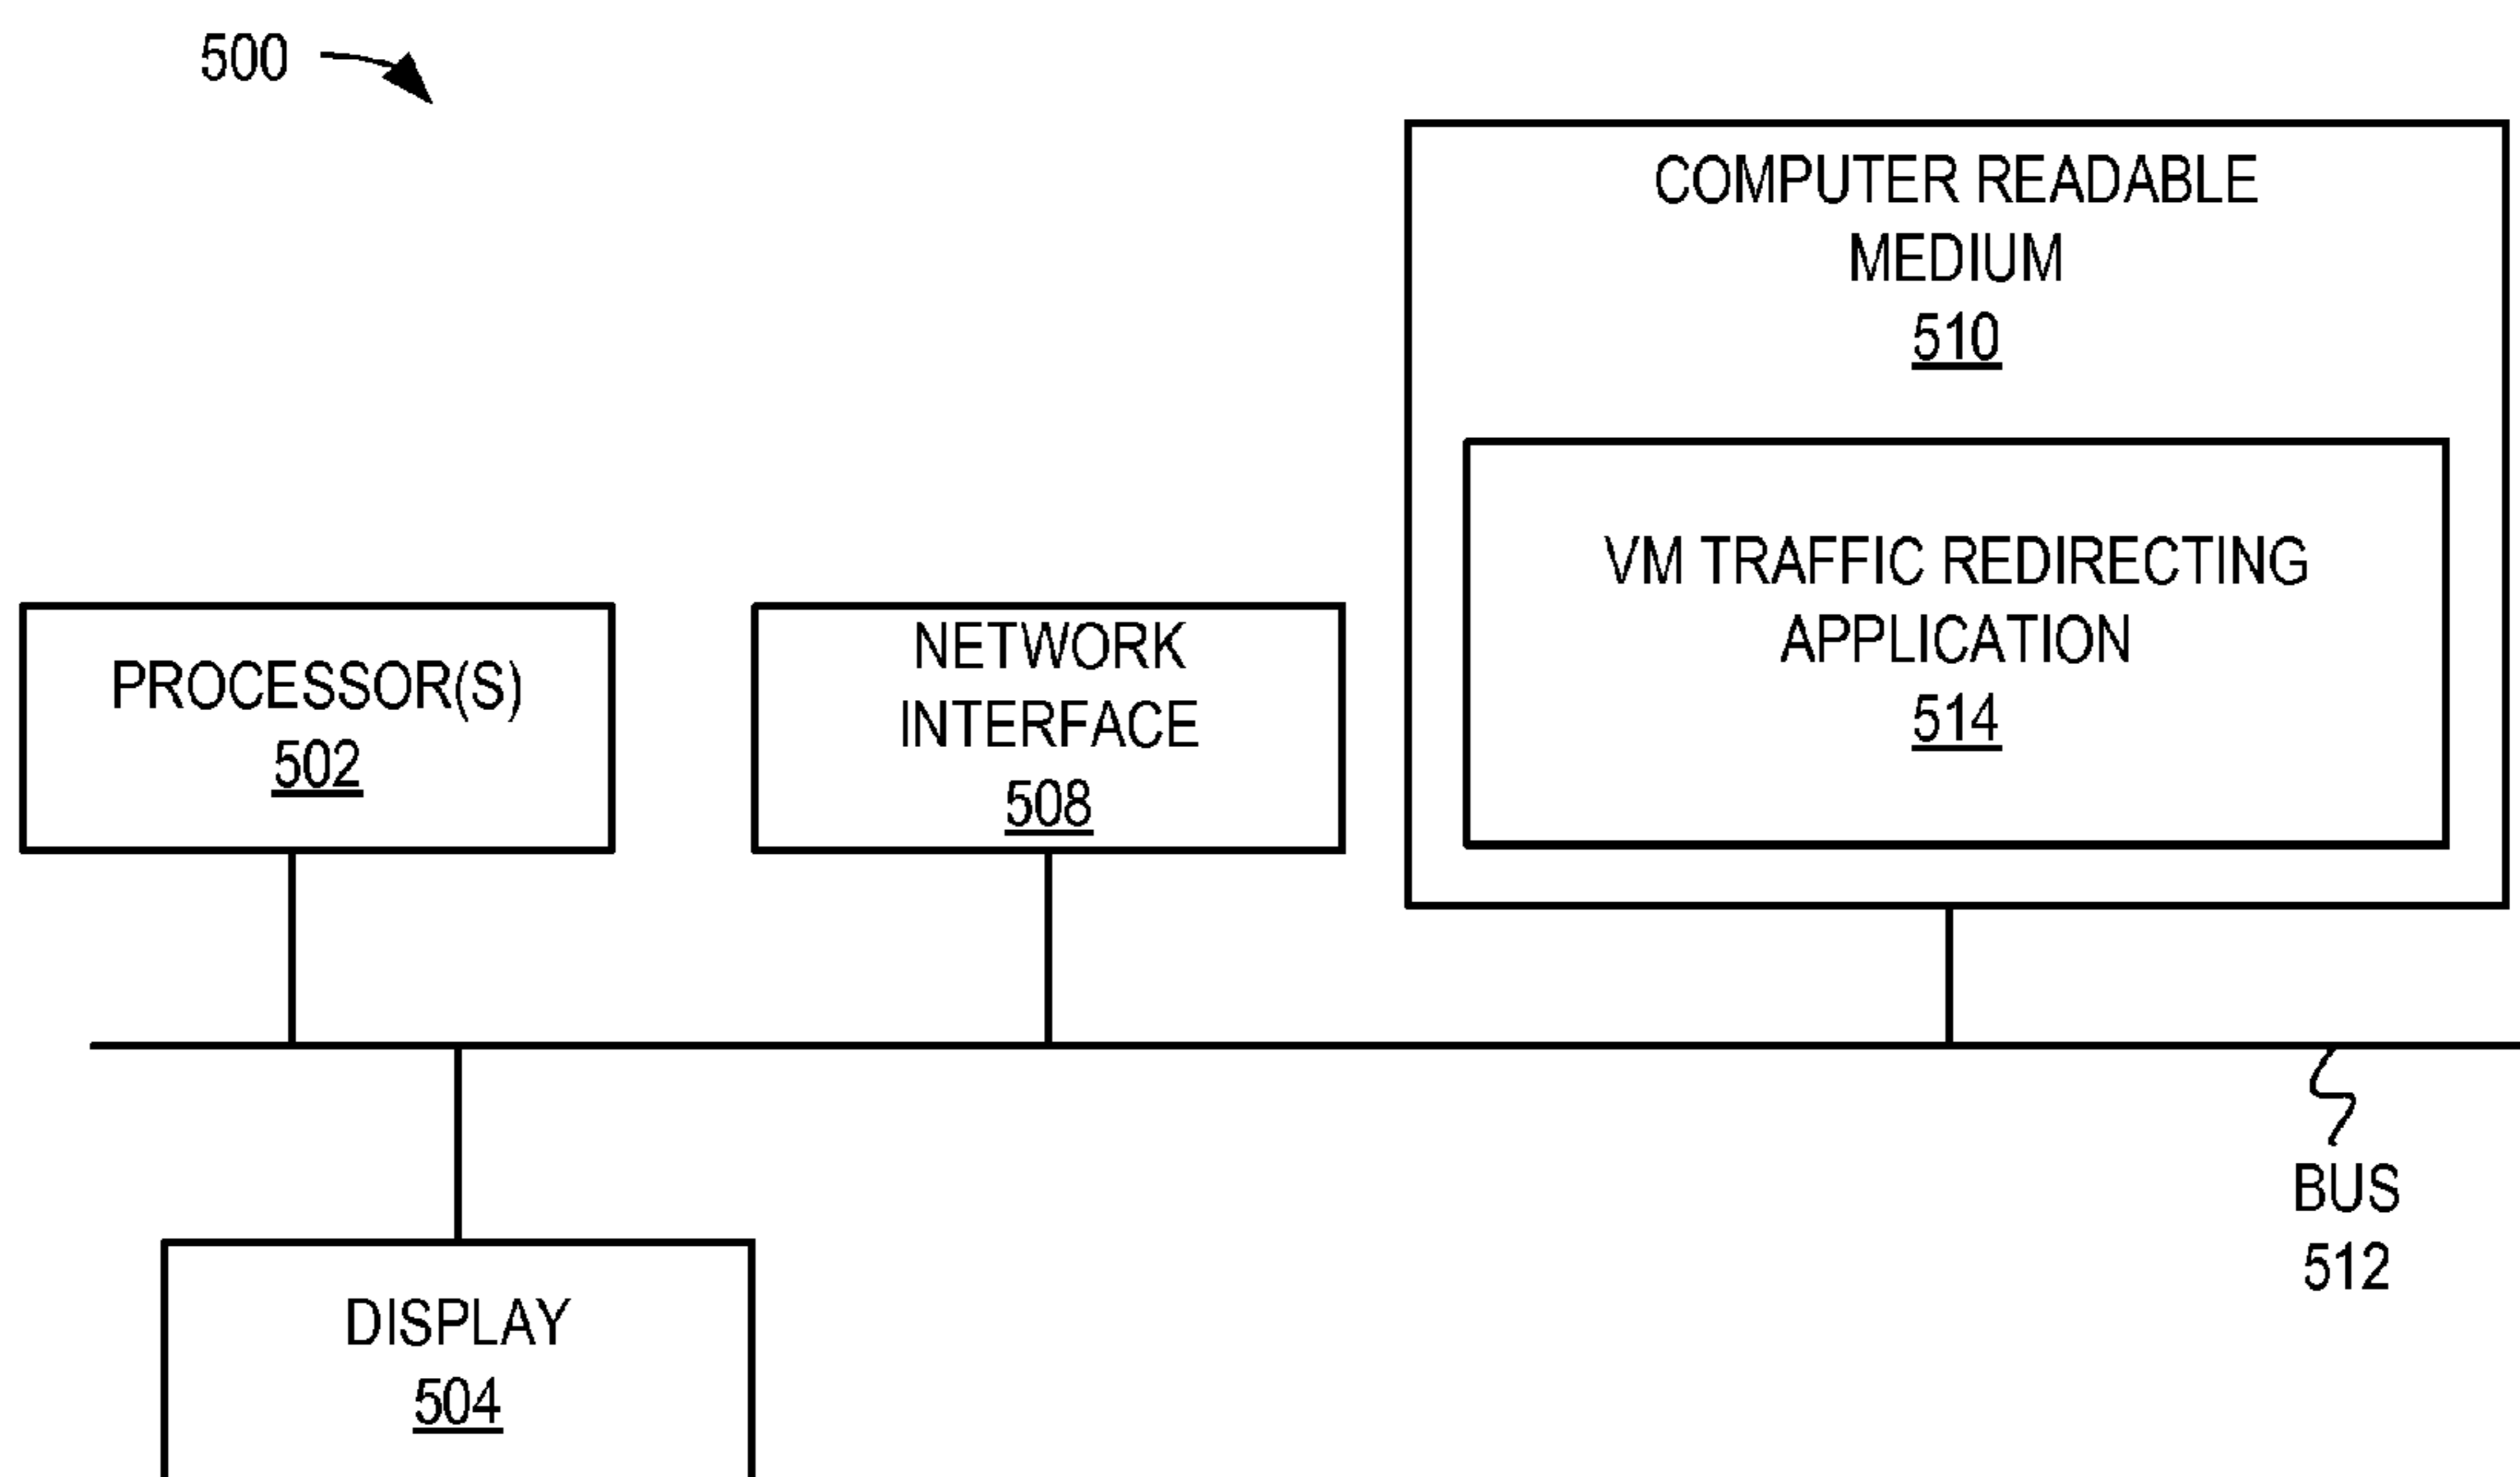 500
COMPUTER READABLE
MEDIUM
510
VM TRAFFIC REDIRECTING
APPLICATION
514
PROCESSOR(S)
502
NETWORK
INTERFACE
508
BUS
512
DISPLAY
504